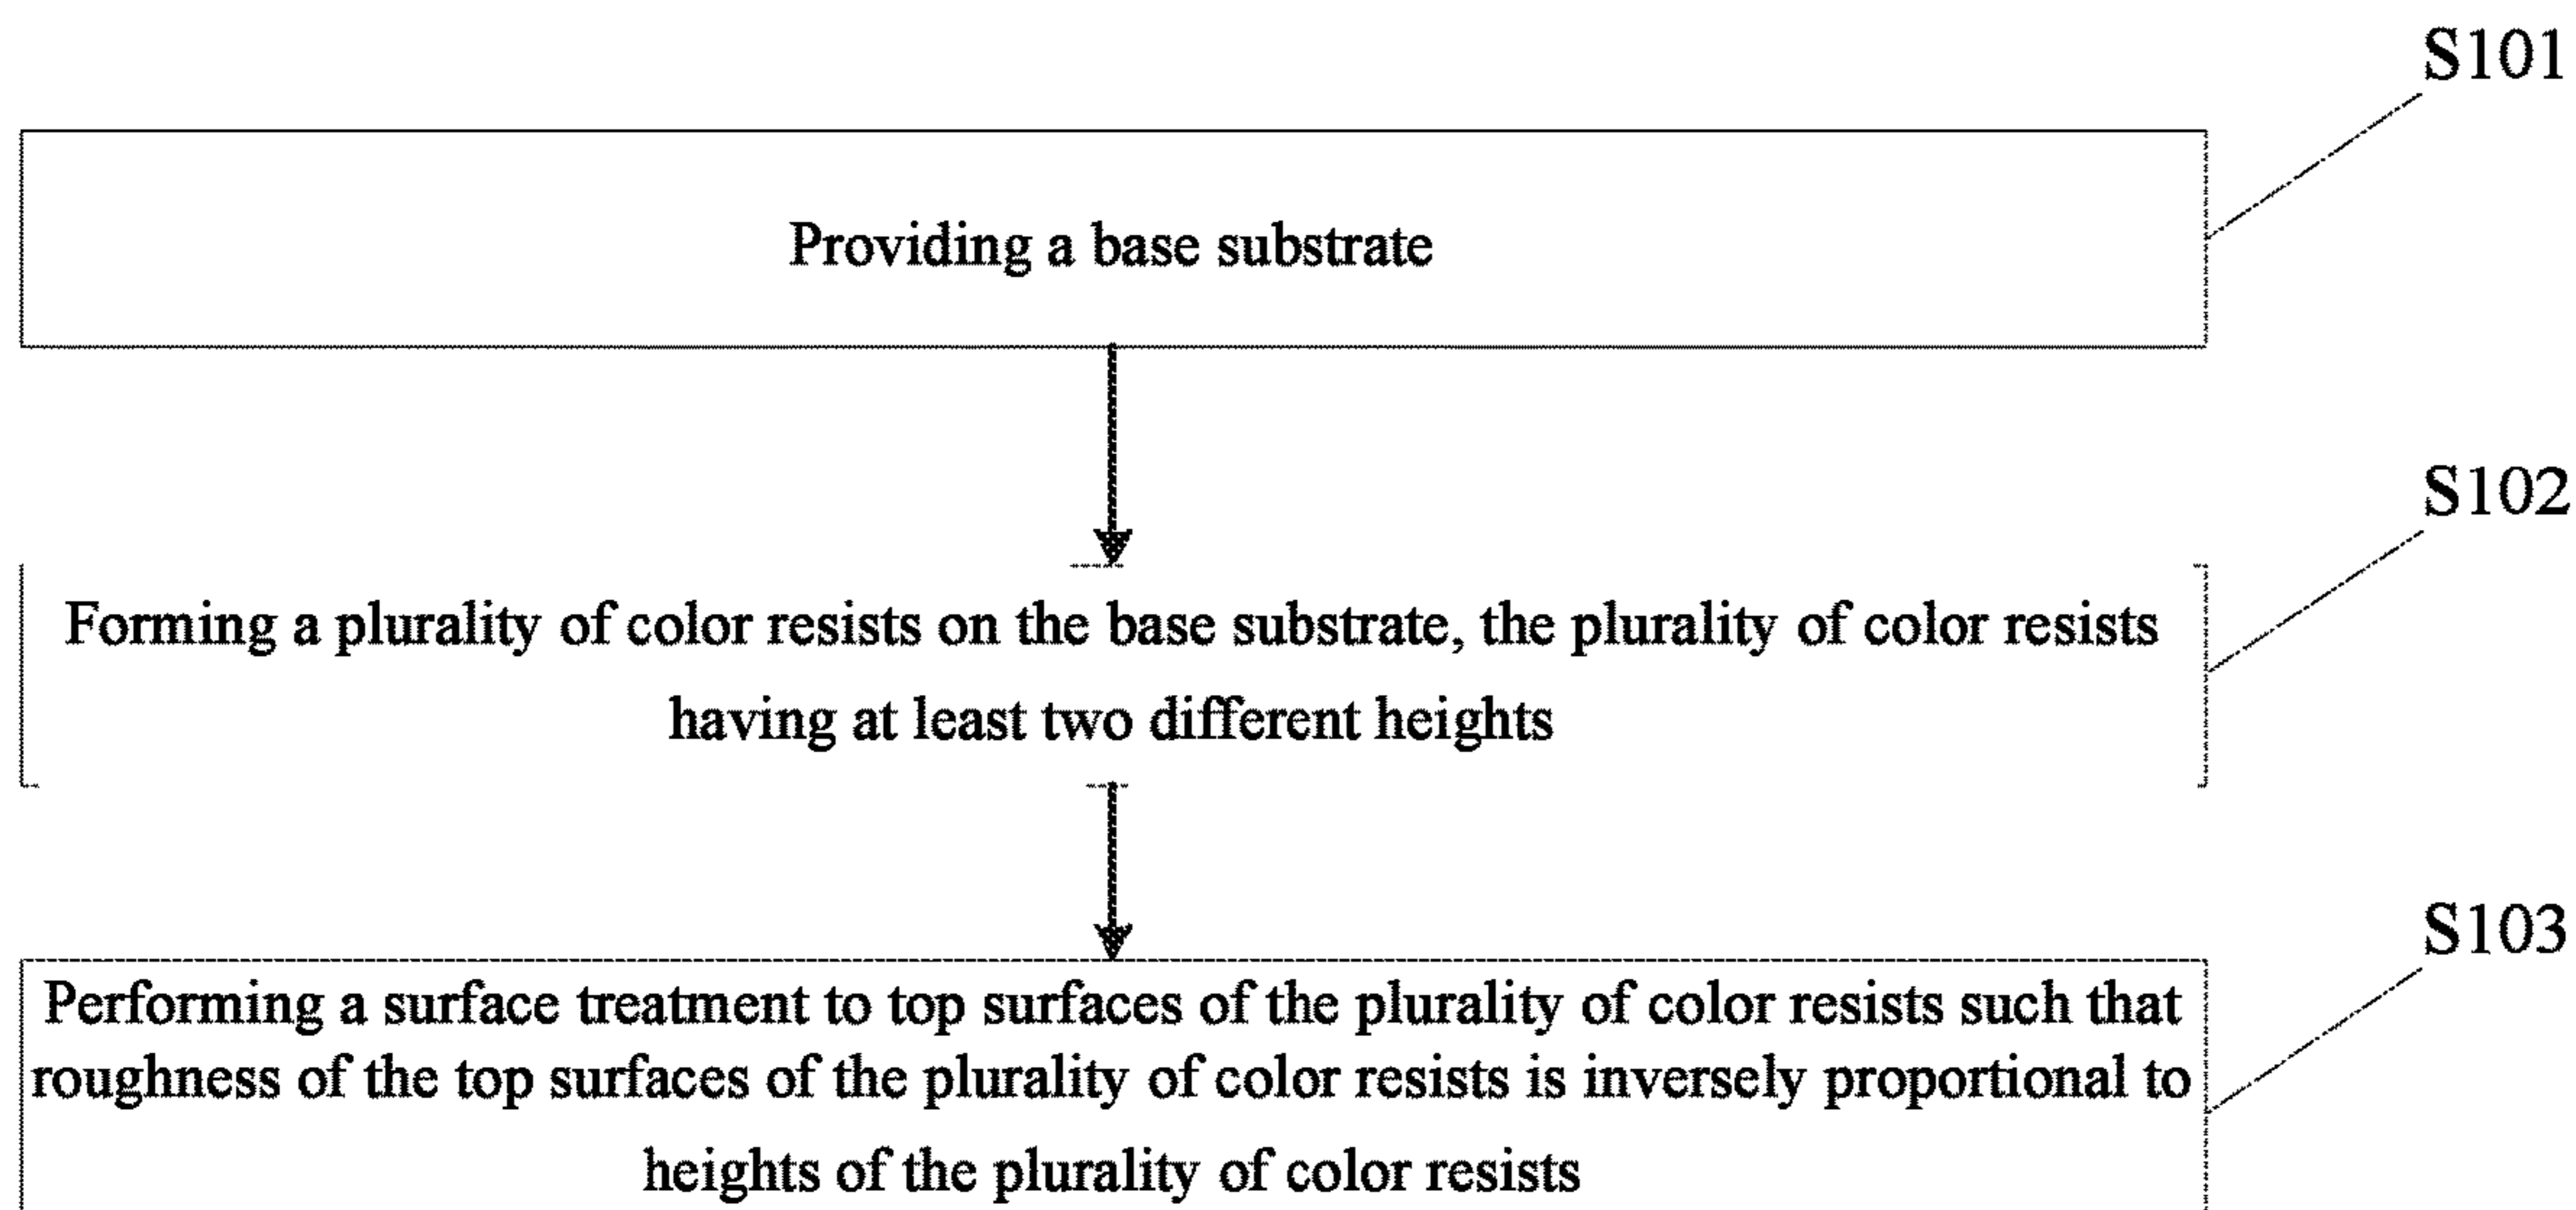 S101
Providing a base substrate
S102
Forming a plurality of color resists on the base substrate, the plurality of color resists
having at least two different heights
S103
Performing a surface treatment to top surfaces of the plurality of color resists such that
roughness of the top surfaces of the plurality of color resists is inversely proportional to
heights of the plurality of color resists